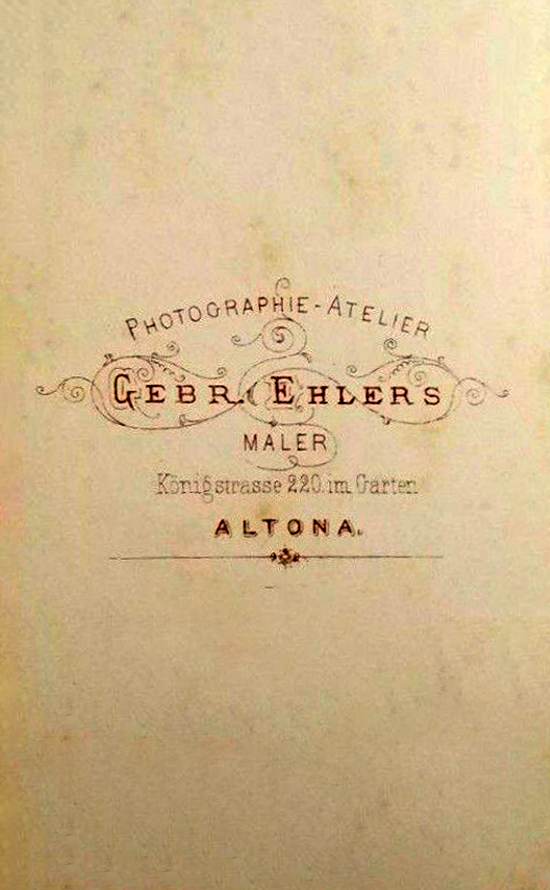 PHOTOGRAPHIE-ATELIER
GEBR. EHLERS
MALER
Königstrasse 220. im Garten
ALTONA.